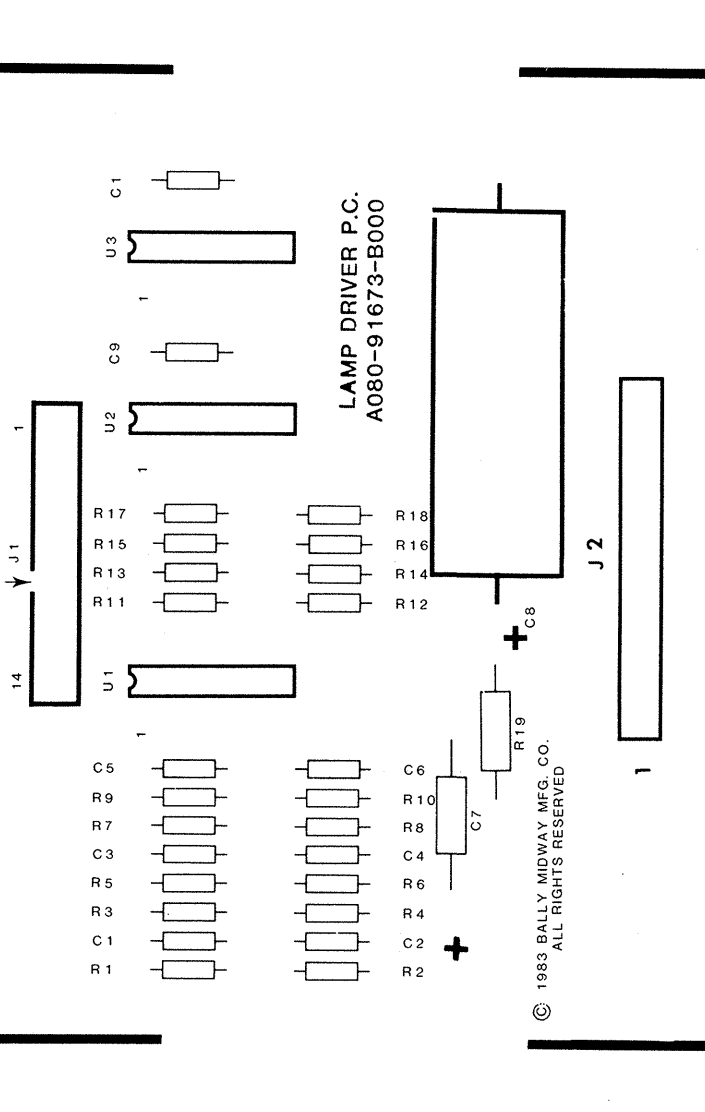 C1
U3
1
LAMP DRIVER P.C.
A080-91673-B000
C9
U2
1
1
J1
14
R17
R18
R15
R16
R13
R14
R11
R12
J2
C8
U1
1
R19
C5
C6
R9
R10
R7
R8
C7
C3
C4
R5
R6
R3
R4
C1
C2
R1
R2
1
© 1983 BALLY MIDWAY MFG. CO.
ALL RIGHTS RESERVED